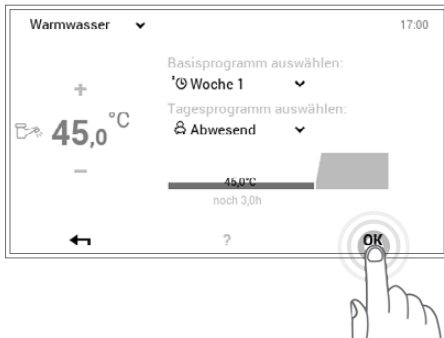 Warmwasser
17:00
Basisprogramm auswählen:
Woche 1
Tagesprogramm auswählen:
Abwesend
+
45,0 °C
−
45,0°C
noch 3,0h
?
OK